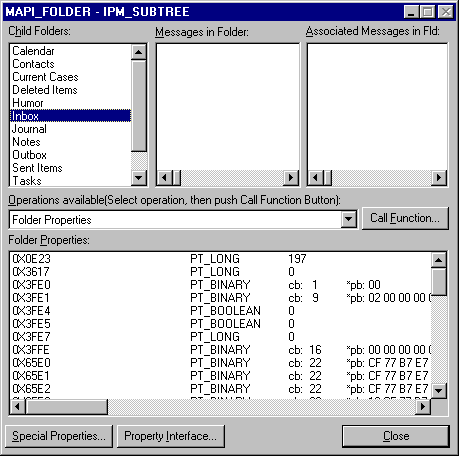 MAPI_FOLDER - IPM_SUBTREE
Child Folders:
Messages in Folder:
Associated Messages in Fld:
Calendar
Contacts
Current Cases
Deleted Items
Humor
Inbox
Journal
Notes
Outbox
Sent Items
Tasks
Operations available(Select operation, then push Call Function Button):
Folder Properties
Call Function...
Folder Properties:
0X0E23 PT_LONG 197
0X3617 PT_LONG 0
0X3FE0 PT_BINARY cb: 1 *pb: 00
0X3FE1 PT_BINARY cb: 9 *pb: 02 00 00 00
0X3FE4 PT_BOOLEAN 0
0X3FE5 PT_BOOLEAN 0
0X3FE7 PT_LONG 0
0X3FFE PT_BINARY cb: 16 *pb: 00 00 00 00
0X65E0 PT_BINARY cb: 22 *pb: CF 77 B7 E7
0X65E1 PT_BINARY cb: 22 *pb: CF 77 B7 E7
0X65E2 PT_BINARY cb: 22 *pb: CF 77 B7 E7
Special Properties...
Property Interface...
Close